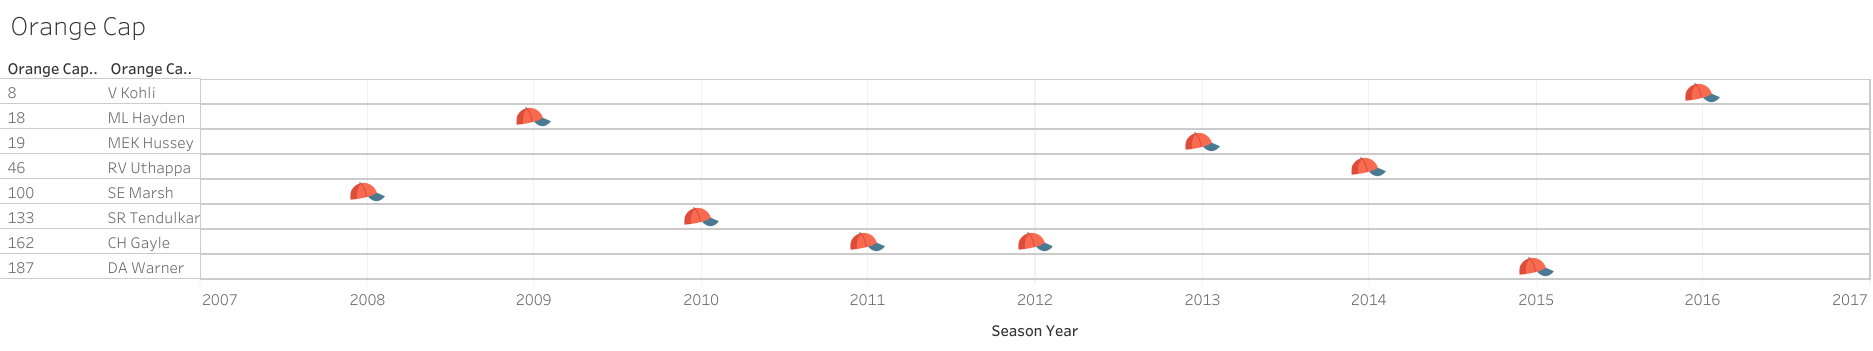 Orange Cap
Orange Cap.. Orange Ca..
8 V Kohli
18 ML Hayden
19 MEK Hussey
46 RV Uthappa
100 SE Marsh
133 SR Tendulkar
162 CH Gayle
187 DA Warner
2007 2008 2009 2010 2011 2012 2013 2014 2015 2016 2017
Season Year